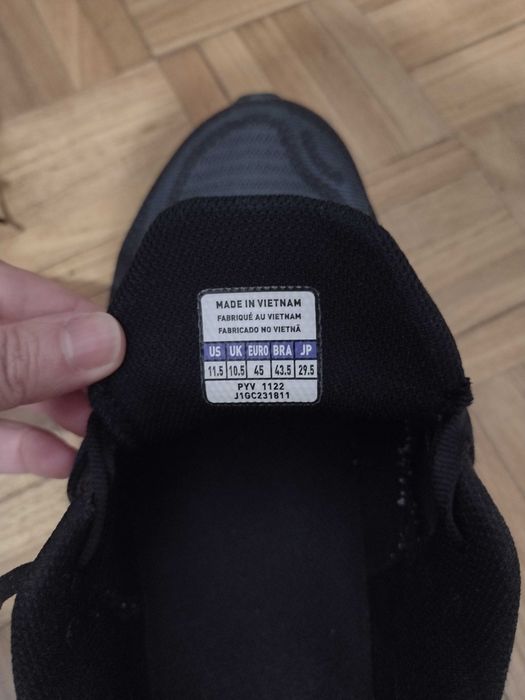 MADE IN VIETNAM
FABRIQUÉ AU VIETNAM
FABRICADO NO VIETNÃ
US UK EURO BRA JP
11.5 10.5 45 43.5 29.5
PYV 1122
J1GC231811